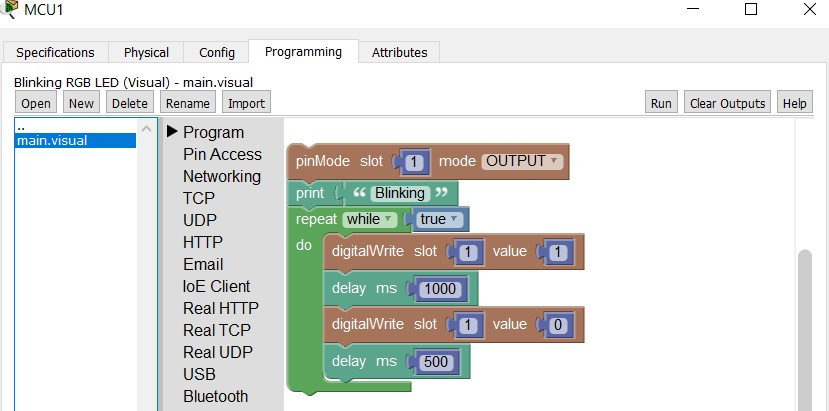 MCU1
Specifications Physical Config Programming Attributes
Blinking RGB LED (Visual) - main.visual
Open New Delete Rename Import Run Clear Outputs Help
..
main.visual
Program
Pin Access
Networking
TCP
UDP
HTTP
Email
IoE Client
Real HTTP
Real TCP
Real UDP
USB
Bluetooth
pinMode slot 1 mode OUTPUT
print “ Blinking ”
repeat while true
do
digitalWrite slot 1 value 1
delay ms 1000
digitalWrite slot 1 value 0
delay ms 500